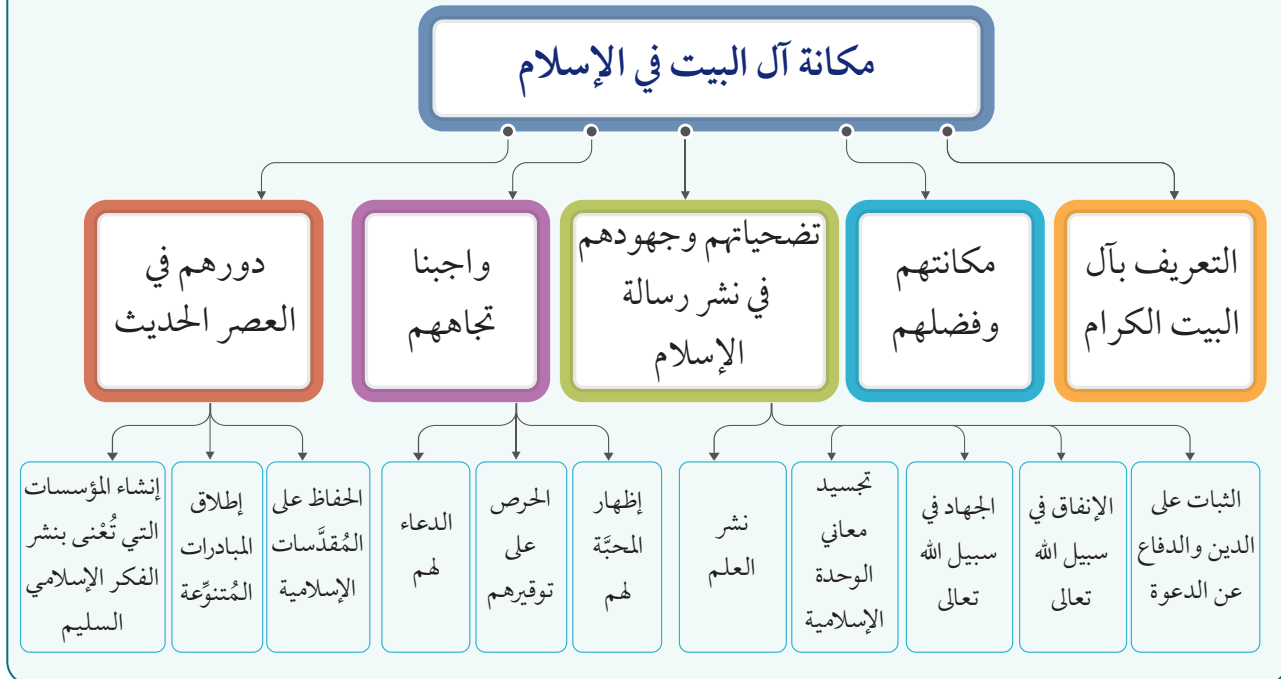 مكانة آل البيت في الإسلام
التعريف بآل
البيت الكرام
مكانتهم
وفضلهم
تضحياتهم وجهودهم
في نشر رسالة
الإسلام
واجبنا
تجاههم
دورهم في
العصر الحديث
الثبات على
الدين والدفاع
عن الدعوة
الإنفاق في
سبيل الله
تعالى
الجهاد في
سبيل الله
تعالى
تجسيد
معاني
الوحدة
الإسلامية
نشر
العلم
إظهار
المحبَّة
لهم
الحرص
على
توقيرهم
الدعاء
لهم
الحفاظ على
المُقدَّسات
الإسلامية
إطلاق
المبادرات
المُتنوِّعة
إنشاء المؤسسات
التي تُعْنى بنشر
الفكر الإسلامي
السليم